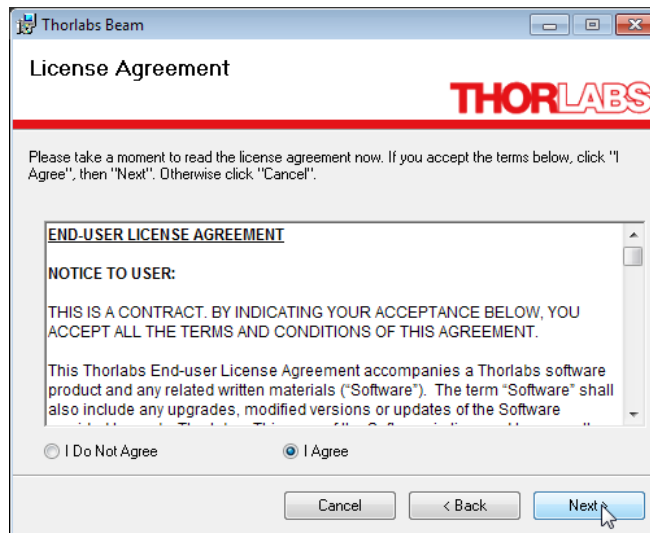 Thorlabs Beam
License Agreement
THORLABS
Please take a moment to read the license agreement now. If you accept the terms below, click "I
Agree", then "Next". Otherwise click "Cancel".
END-USER LICENSE AGREEMENT
NOTICE TO USER:
THIS IS A CONTRACT. BY INDICATING YOUR ACCEPTANCE BELOW, YOU
ACCEPT ALL THE TERMS AND CONDITIONS OF THIS AGREEMENT.
This Thorlabs End-user License Agreement accompanies a Thorlabs software
product and any related written materials (“Software”). The term “Software” shall
also include any upgrades, modified versions or updates of the Software
I Do Not Agree
I Agree
Cancel
< Back
Next >